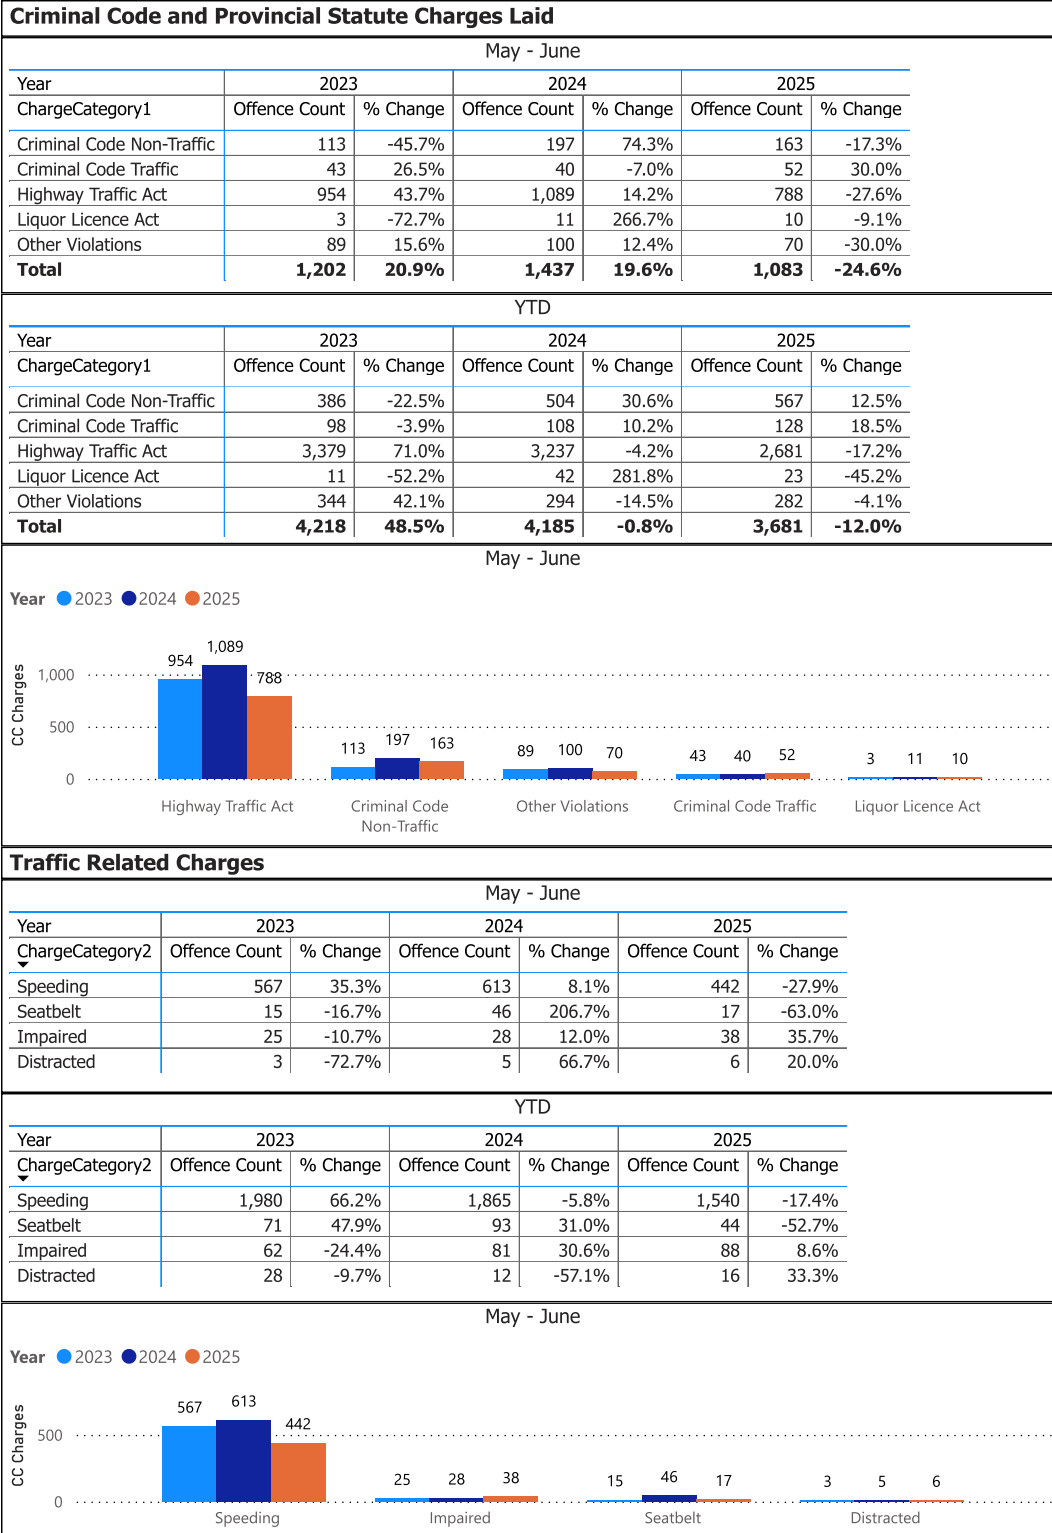 Criminal Code and Provincial Statute Charges Laid
May - June
Year 2023 2024 2025
ChargeCategory1 Offence Count % Change Offence Count % Change Offence Count % Change
Criminal Code Non-Traffic 113 -45.7% 197 74.3% 163 -17.3%
Criminal Code Traffic 43 26.5% 40 -7.0% 52 30.0%
Highway Traffic Act 954 43.7% 1,089 14.2% 788 -27.6%
Liquor Licence Act 3 -72.7% 11 266.7% 10 -9.1%
Other Violations 89 15.6% 100 12.4% 70 -30.0%
Total 1,202 20.9% 1,437 19.6% 1,083 -24.6%
YTD
Year 2023 2024 2025
ChargeCategory1 Offence Count % Change Offence Count % Change Offence Count % Change
Criminal Code Non-Traffic 386 -22.5% 504 30.6% 567 12.5%
Criminal Code Traffic 98 -3.9% 108 10.2% 128 18.5%
Highway Traffic Act 3,379 71.0% 3,237 -4.2% 2,681 -17.2%
Liquor Licence Act 11 -52.2% 42 281.8% 23 -45.2%
Other Violations 344 42.1% 294 -14.5% 282 -4.1%
Total 4,218 48.5% 4,185 -0.8% 3,681 -12.0%
May - June
Year 2023 2024 2025
CC Charges
1,000
500
0
954 1,089 788
113 197 163
89 100 70
43 40 52
3 11 10
Highway Traffic Act
Criminal Code
Non-Traffic
Other Violations
Criminal Code Traffic
Liquor Licence Act
Traffic Related Charges
May - June
Year 2023 2024 2025
ChargeCategory2 Offence Count % Change Offence Count % Change Offence Count % Change
Speeding 567 35.3% 613 8.1% 442 -27.9%
Seatbelt 15 -16.7% 46 206.7% 17 -63.0%
Impaired 25 -10.7% 28 12.0% 38 35.7%
Distracted 3 -72.7% 5 66.7% 6 20.0%
YTD
Year 2023 2024 2025
ChargeCategory2 Offence Count % Change Offence Count % Change Offence Count % Change
Speeding 1,980 66.2% 1,865 -5.8% 1,540 -17.4%
Seatbelt 71 47.9% 93 31.0% 44 -52.7%
Impaired 62 -24.4% 81 30.6% 88 8.6%
Distracted 28 -9.7% 12 -57.1% 16 33.3%
May - June
Year 2023 2024 2025
CC Charges
500
0
567 613 442
25 28 38
15 46 17
3 5 6
Speeding
Impaired
Seatbelt
Distracted